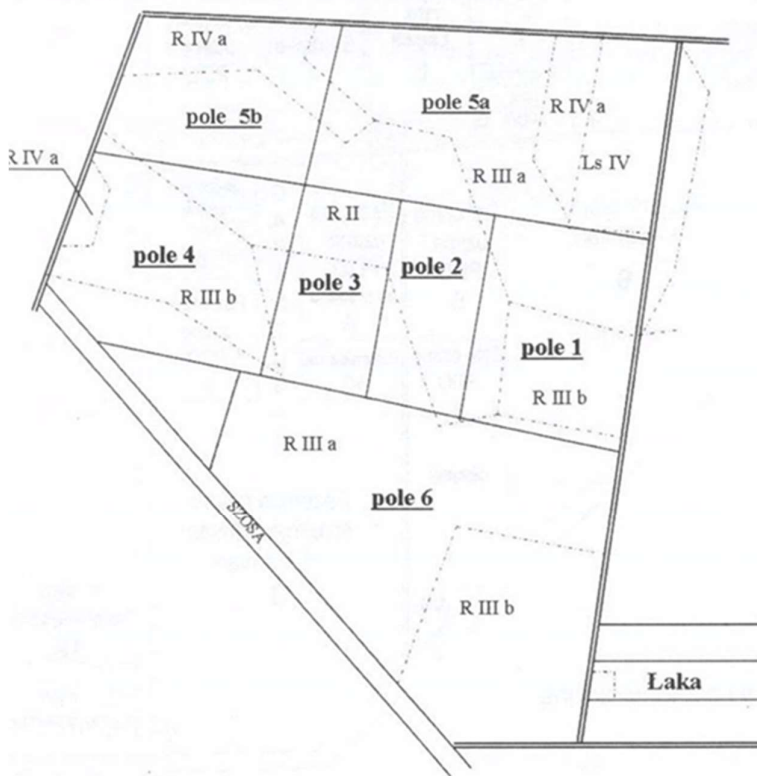 R IV a
pole 5b
pole 5a
R IV a
R IV a
R III a
Ls IV
R II
pole 4
pole 3
pole 2
R III b
pole 1
R III b
R III a
pole 6
SZOSA
R III b
Łaka